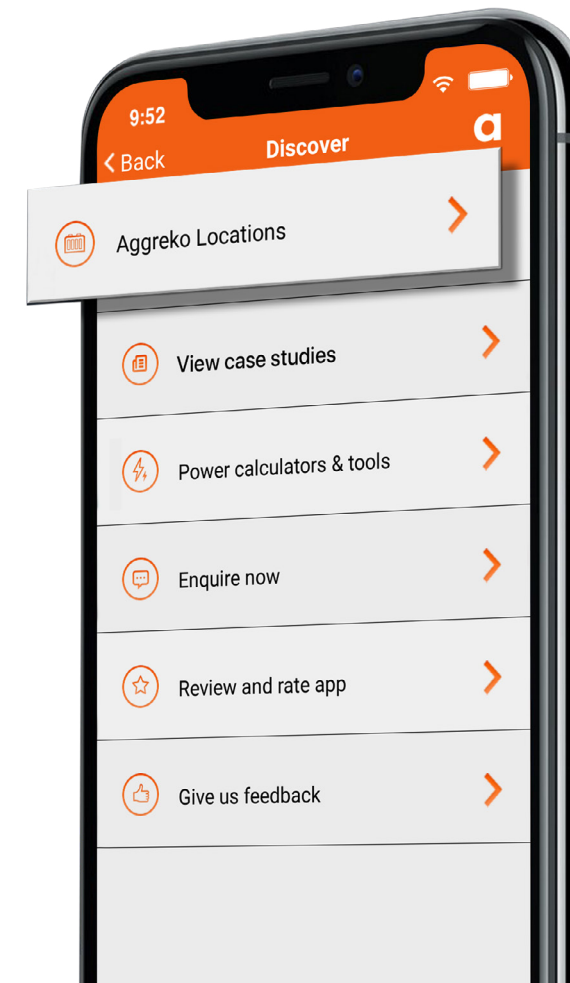 9:52
a
Back
Discover
Aggreko Locations
View case studies
Power calculators & tools
Enquire now
Review and rate app
Give us feedback